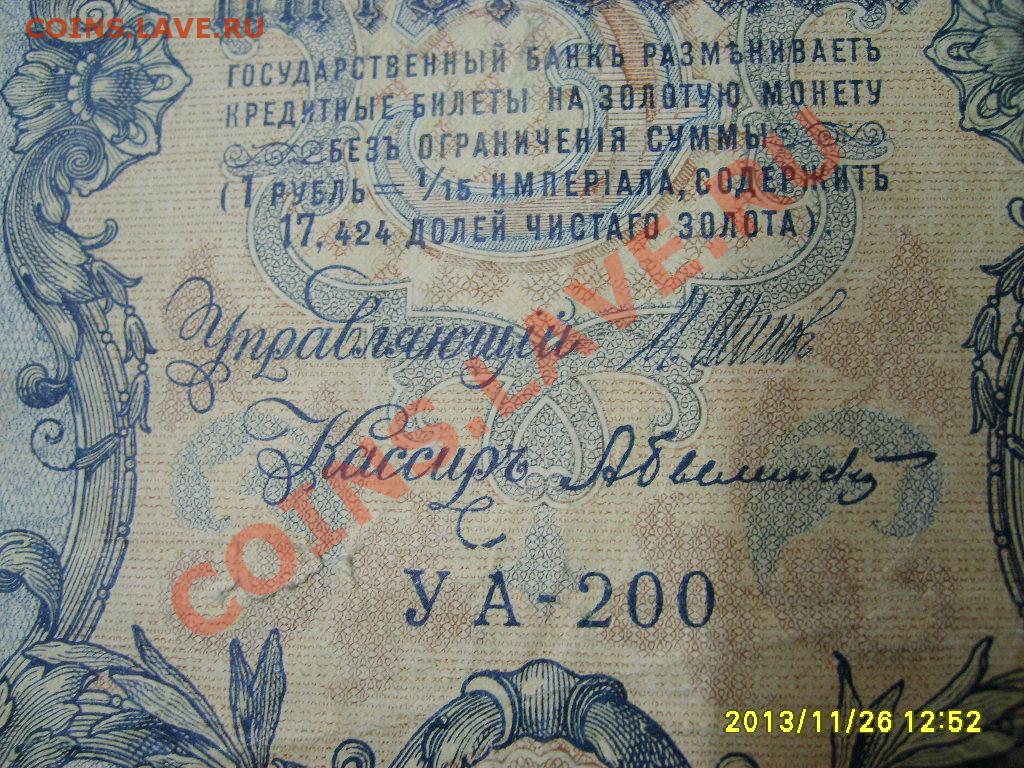 COINS.LAVE.RU
ГОСУДАРСТВЕННЫЙ БАНКЪ РАЗМѢНИВАЕТЪ
КРЕДИТНЫЕ БИЛЕТЫ НА ЗОЛОТУЮ МОНЕТУ
БЕЗЪ ОГРАНИЧЕНІЯ СУММЫ
(1 РУБЛЬ = 1/15 ИМПЕРІАЛА, СОДЕРЖИТЪ
17,424 ДОЛЕЙ ЧИСТАГО ЗОЛОТА).
Управляющій И. Шипов
Кассиръ
COINS.LAVE.RU
УА-200
2013/11/26 12:52